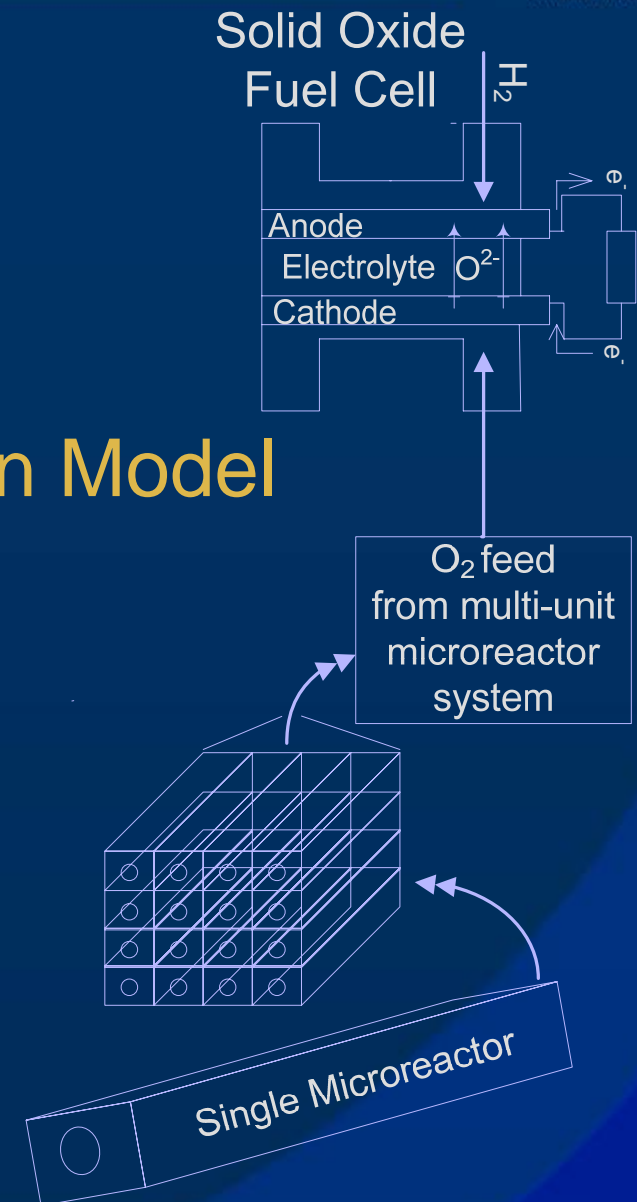 Solid Oxide
Fuel Cell
H₂
e⁻
Anode
Electrolyte O²⁻
Cathode
e⁻
n Model
O₂ feed
from multi-unit
microreactor
system
Single Microreactor